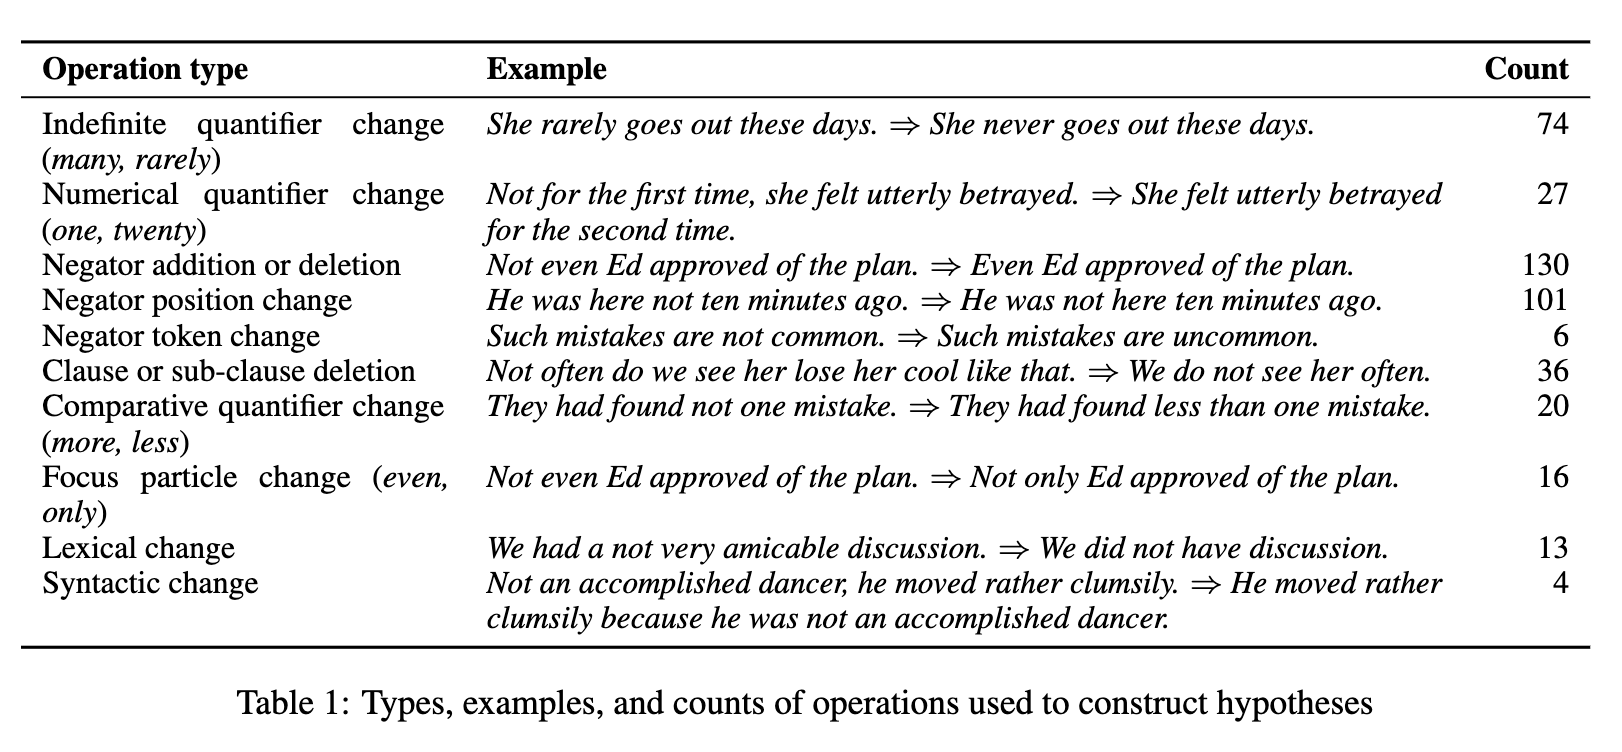 Operation type Example Count
Indefinite quantifier change She rarely goes out these days. ⇒ She never goes out these days. 74
(many, rarely)
Numerical quantifier change Not for the first time, she felt utterly betrayed. ⇒ She felt utterly betrayed 27
(one, twenty) for the second time.
Negator addition or deletion Not even Ed approved of the plan. ⇒ Even Ed approved of the plan. 130
Negator position change He was here not ten minutes ago. ⇒ He was not here ten minutes ago. 101
Negator token change Such mistakes are not common. ⇒ Such mistakes are uncommon. 6
Clause or sub-clause deletion Not often do we see her lose her cool like that. ⇒ We do not see her often. 36
Comparative quantifier change They had found not one mistake. ⇒ They had found less than one mistake. 20
(more, less)
Focus particle change (even, Not even Ed approved of the plan. ⇒ Not only Ed approved of the plan. 16
only)
Lexical change We had a not very amicable discussion. ⇒ We did not have discussion. 13
Syntactic change Not an accomplished dancer, he moved rather clumsily. ⇒ He moved rather 4
clumsily because he was not an accomplished dancer.
Table 1: Types, examples, and counts of operations used to construct hypotheses